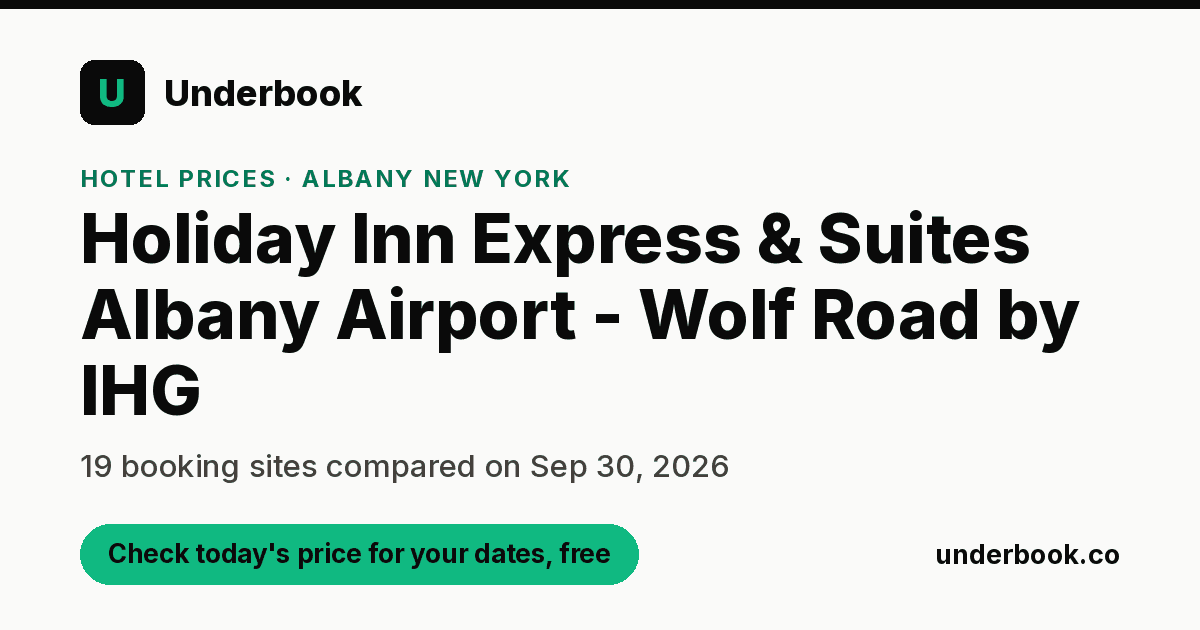 U Underbook
HOTEL PRICES · ALBANY NEW YORK
Holiday Inn Express & Suites
Albany Airport - Wolf Road by
IHG
19 booking sites compared on Sep 30, 2026
Check today's price for your dates, free
underbook.co